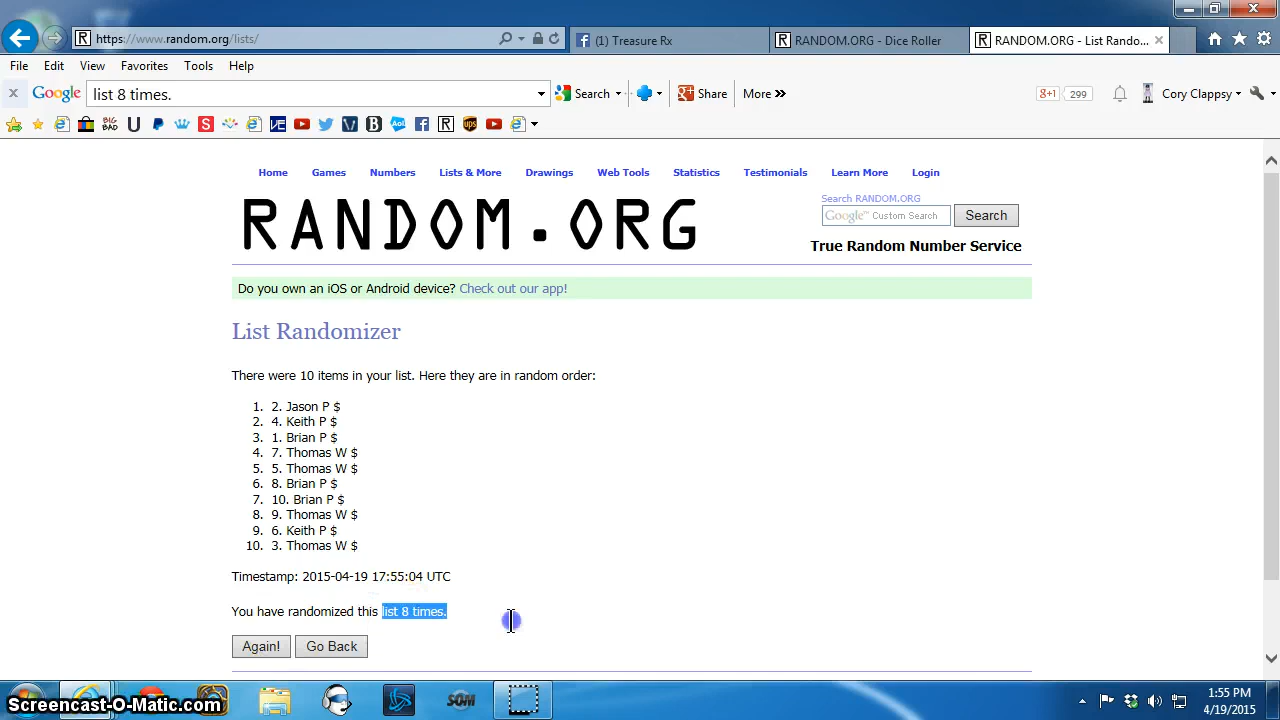 https://www.random.org/lists/
(1) Treasure Rx
RANDOM.ORG - Dice Roller
RANDOM.ORG - List Rando...
File Edit View Favorites Tools Help
Google list 8 times. Search Share More »
g+1 299 Cory Clappsy
BIG BAD U S VE V B Aol R ups
Home Games Numbers Lists & More Drawings Web Tools Statistics Testimonials Learn More Login
RANDOM.ORG
Search RANDOM.ORG
Google™ Custom Search Search
True Random Number Service
Do you own an iOS or Android device? Check out our app!
List Randomizer
There were 10 items in your list. Here they are in random order:
1. 2. Jason P $
2. 4. Keith P $
3. 1. Brian P $
4. 7. Thomas W $
5. 5. Thomas W $
6. 8. Brian P $
7. 10. Brian P $
8. 9. Thomas W $
9. 6. Keith P $
10. 3. Thomas W $
Timestamp: 2015-04-19 17:55:04 UTC
You have randomized this list 8 times.
Again! Go Back
SOM
1:55 PM
4/19/2015
Screencast-O-Matic.com